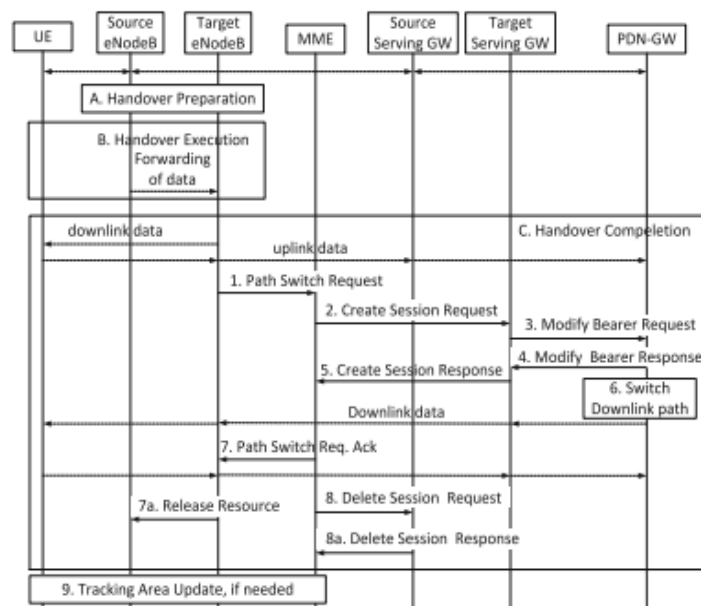 UE
Source
eNodeB
Target
eNodeB
MME
Source
Serving GW
Target
Serving GW
PDN-GW
A. Handover Preparation
B. Handover Execution
Forwarding
of data
C. Handover Compeletion
downlink data
uplink data
1. Path Switch Request
2. Create Session Request
3. Modify Bearer Request
4. Modify Bearer Response
5. Create Session Response
6. Switch
Downlink path
Downlink data
7. Path Switch Req. Ack
7a. Release Resource
8. Delete Session Request
8a. Delete Session Response
9. Tracking Area Update, if needed